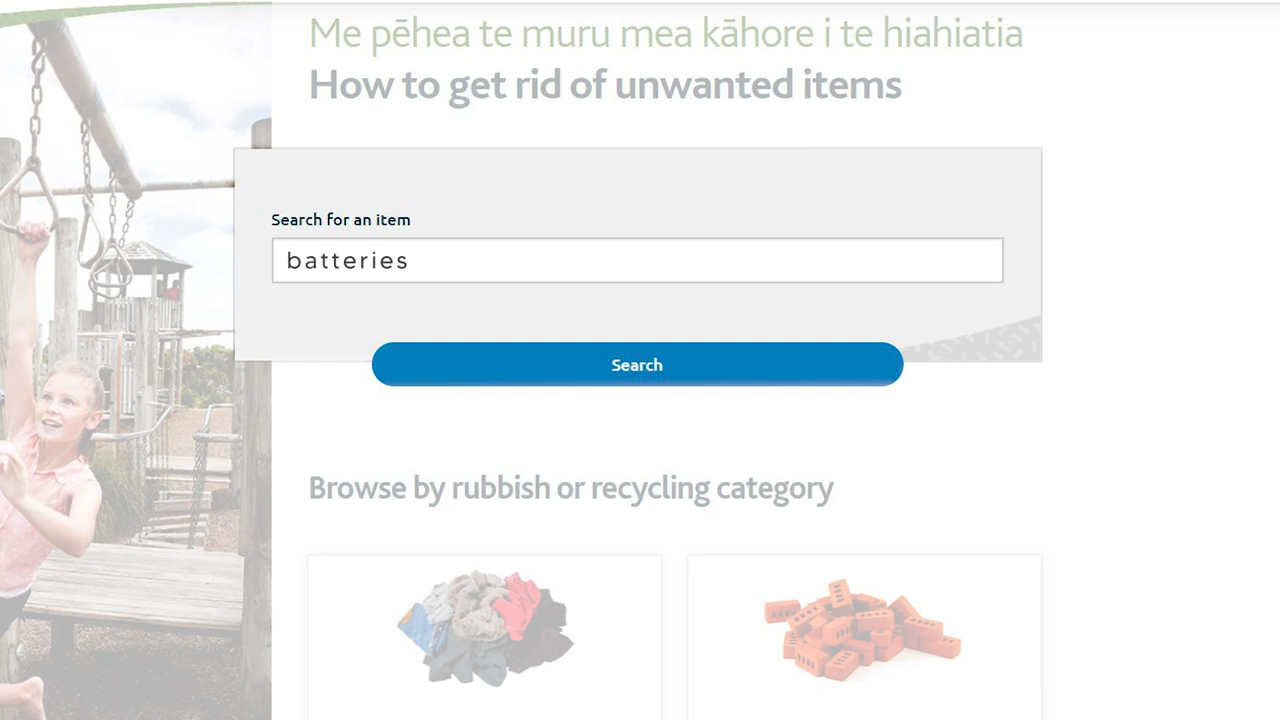 Me pēhea te muru mea kāhore i te hiahiatia
How to get rid of unwanted items
Search for an item
batteries
Search
Browse by rubbish or recycling category